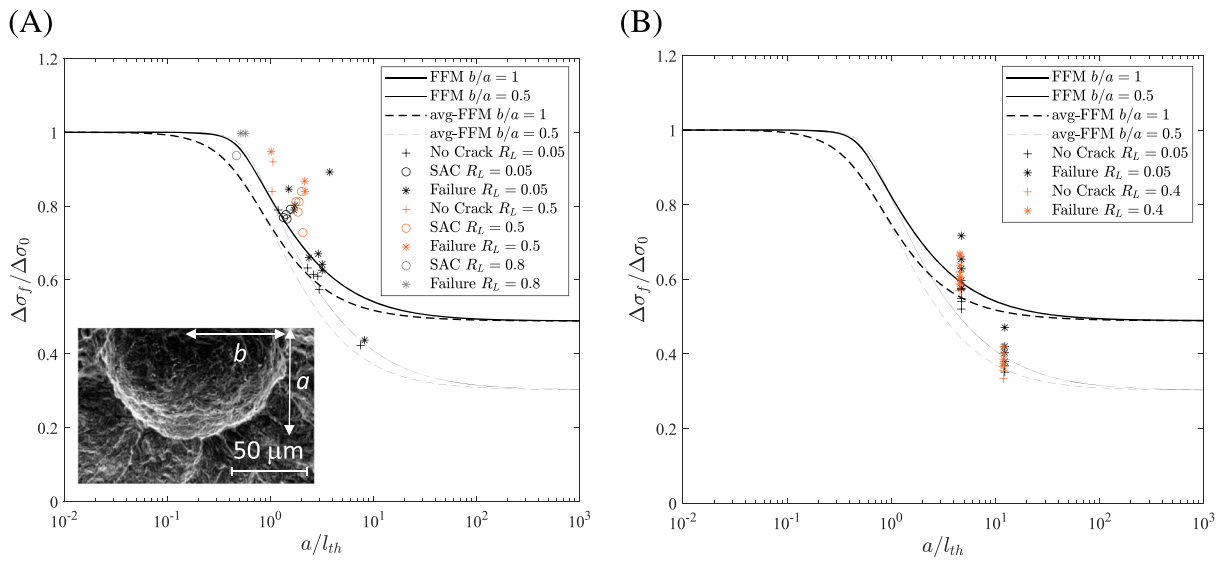 (A)
1.2
1
0.8
0.6
0.4
0.2
0
Δσ_f/Δσ_0
FFM b/a = 1
FFM b/a = 0.5
avg-FFM b/a = 1
avg-FFM b/a = 0.5
No Crack R_L = 0.05
SAC R_L = 0.05
Failure R_L = 0.05
No Crack R_L = 0.5
SAC R_L = 0.5
Failure R_L = 0.5
SAC R_L = 0.8
Failure R_L = 0.8
b
a
50 μm
10^-2 10^-1 10^0 10^1 10^2 10^3
a/l_th
(B)
1.2
1
0.8
0.6
0.4
0.2
0
Δσ_f/Δσ_0
FFM b/a = 1
FFM b/a = 0.5
avg-FFM b/a = 1
avg-FFM b/a = 0.5
No Crack R_L = 0.05
Failure R_L = 0.05
No Crack R_L = 0.4
Failure R_L = 0.4
10^-2 10^-1 10^0 10^1 10^2 10^3
a/l_th